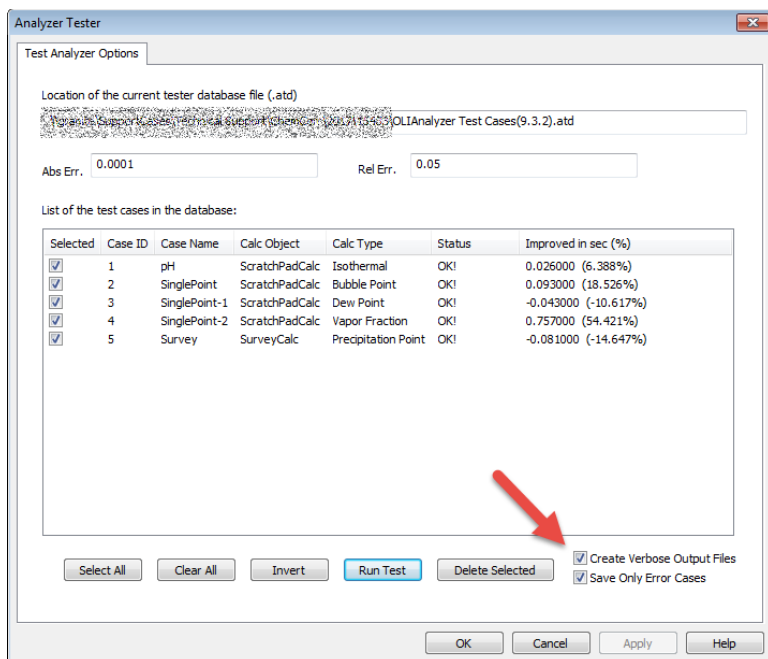 Analyzer Tester
Test Analyzer Options
Location of the current tester database file (.atd)
\OLIAnalyzer Test Cases(9.3.2).atd
Abs Err. 0.0001 Rel Err. 0.05
List of the test cases in the database:
Selected Case ID Case Name Calc Object Calc Type Status Improved in sec (%)
1 pH ScratchPadCalc Isothermal OK! 0.026000 (6.388%)
2 SinglePoint ScratchPadCalc Bubble Point OK! 0.093000 (18.526%)
3 SinglePoint-1 ScratchPadCalc Dew Point OK! -0.043000 (-10.617%)
4 SinglePoint-2 ScratchPadCalc Vapor Fraction OK! 0.757000 (54.421%)
5 Survey SurveyCalc Precipitation Point OK! -0.081000 (-14.647%)
Create Verbose Output Files
Select All Clear All Invert Run Test Delete Selected
Save Only Error Cases
OK Cancel Apply Help